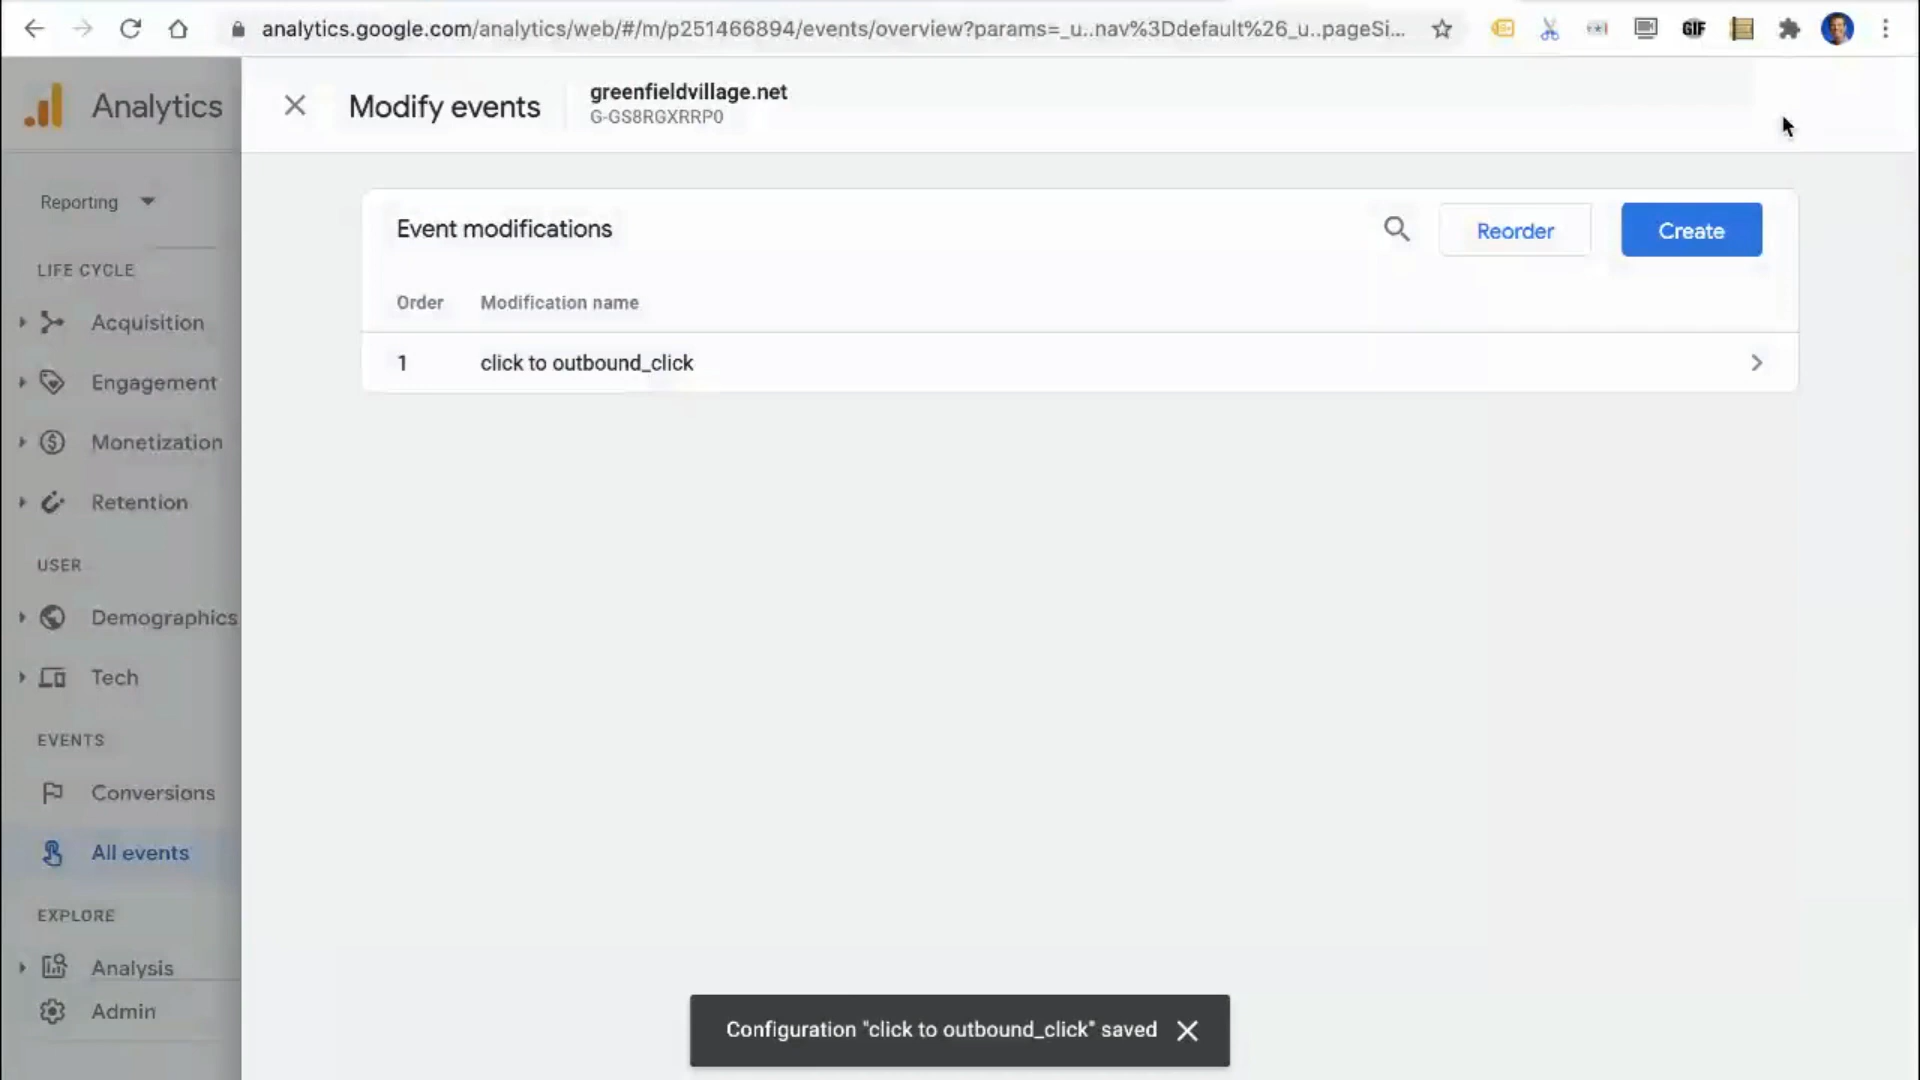 analytics.google.com/analytics/web/#/m/p251466894/events/overview?params=_u..nav%3Ddefault%26_u..pageSi...
GIF
Analytics
Modify events
greenfieldvillage.net
G-GS8RGXRRP0
Reporting
Event modifications
Reorder
Create
LIFE CYCLE
Order
Modification name
Acquisition
1
click to outbound_click
Engagement
Monetization
Retention
USER
Demographics
Tech
EVENTS
Conversions
All events
EXPLORE
Analysis
Admin
Configuration "click to outbound_click" saved